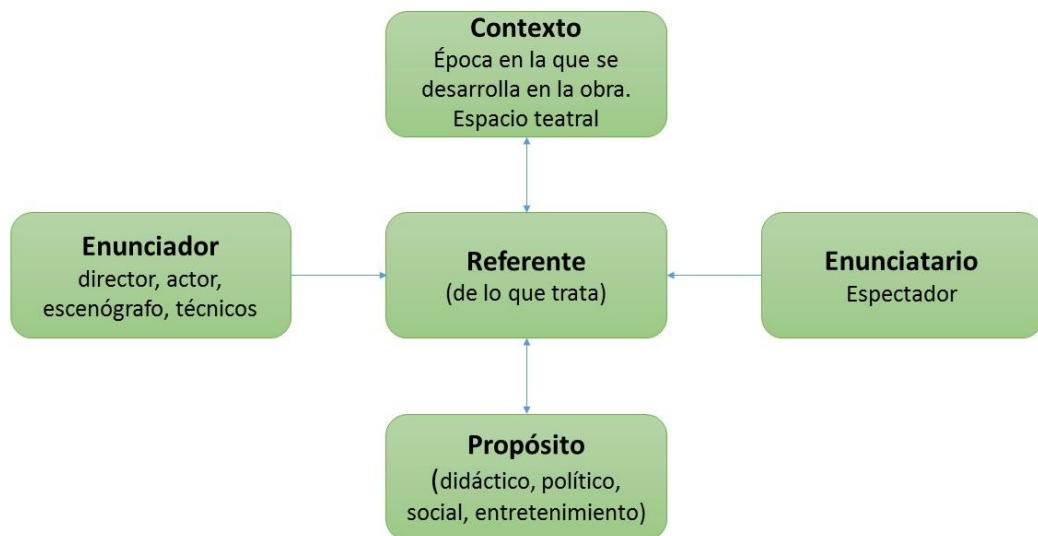 Contexto
Época en la que se
desarrolla en la obra.
Espacio teatral
Enunciador
director, actor,
escenógrafo, técnicos
Referente
(de lo que trata)
Enunciatario
Espectador
Propósito
(didáctico, político,
social, entretenimiento)